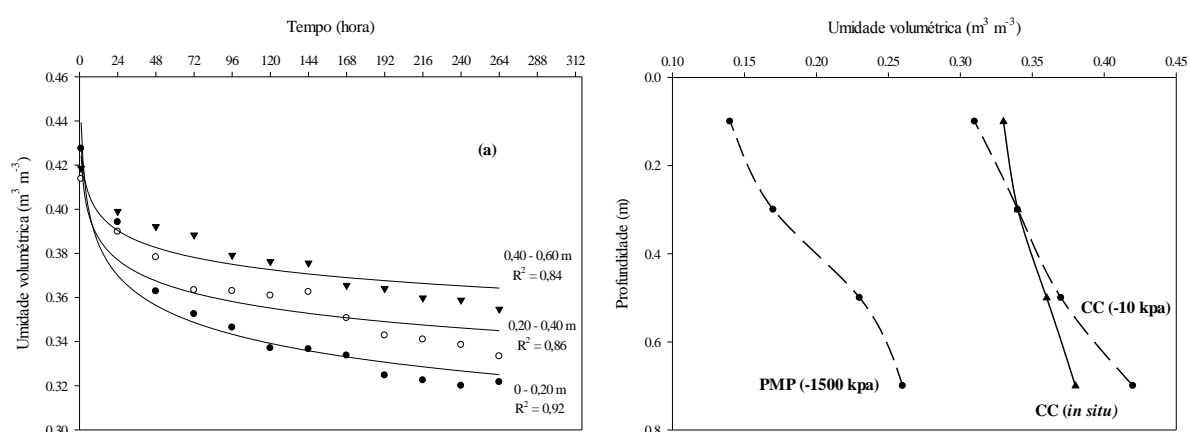 Tempo (hora)
0 24 48 72 96 120 144 168 192 216 240 264 288 312
Umidade volumétrica (m³ m⁻³)
0.46
0.44
0.42
0.40
0.38
0.36
0.34
0.32
0.30
(a)
0,40 - 0,60 m
R² = 0,84
0,20 - 0,40 m
R² = 0,86
0 - 0,20 m
R² = 0,92
Umidade volumétrica (m³ m⁻³)
0.10 0.15 0.20 0.25 0.30 0.35 0.40 0.45
Profundidade (m)
0.0
0.2
0.4
0.6
0.8
CC (-10 kpa)
PMP (-1500 kpa)
CC (in situ)